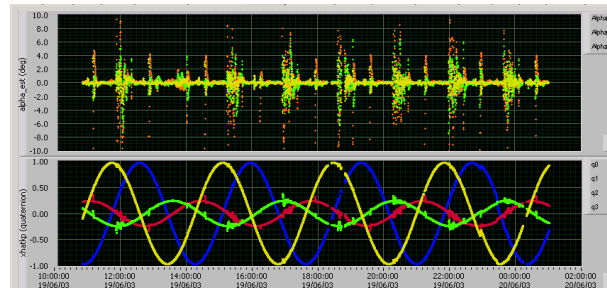 10.0
8.0
6.0
4.0
2.0
0.0
-2.0
-4.0
-6.0
-8.0
-10.0
alpha_est (deg)
Alpha
Alpha
Alpha
1.00
0.50
0.00
-0.50
-1.00
xhatkp (quaternion)
q0
q1
q2
q3
10:00:00 12:00:00 14:00:00 16:00:00 18:00:00 20:00:00 22:00:00 00:00:00 02:00:00
19/06/03 19/06/03 19/06/03 19/06/03 19/06/03 19/06/03 19/06/03 20/06/03 20/06/03